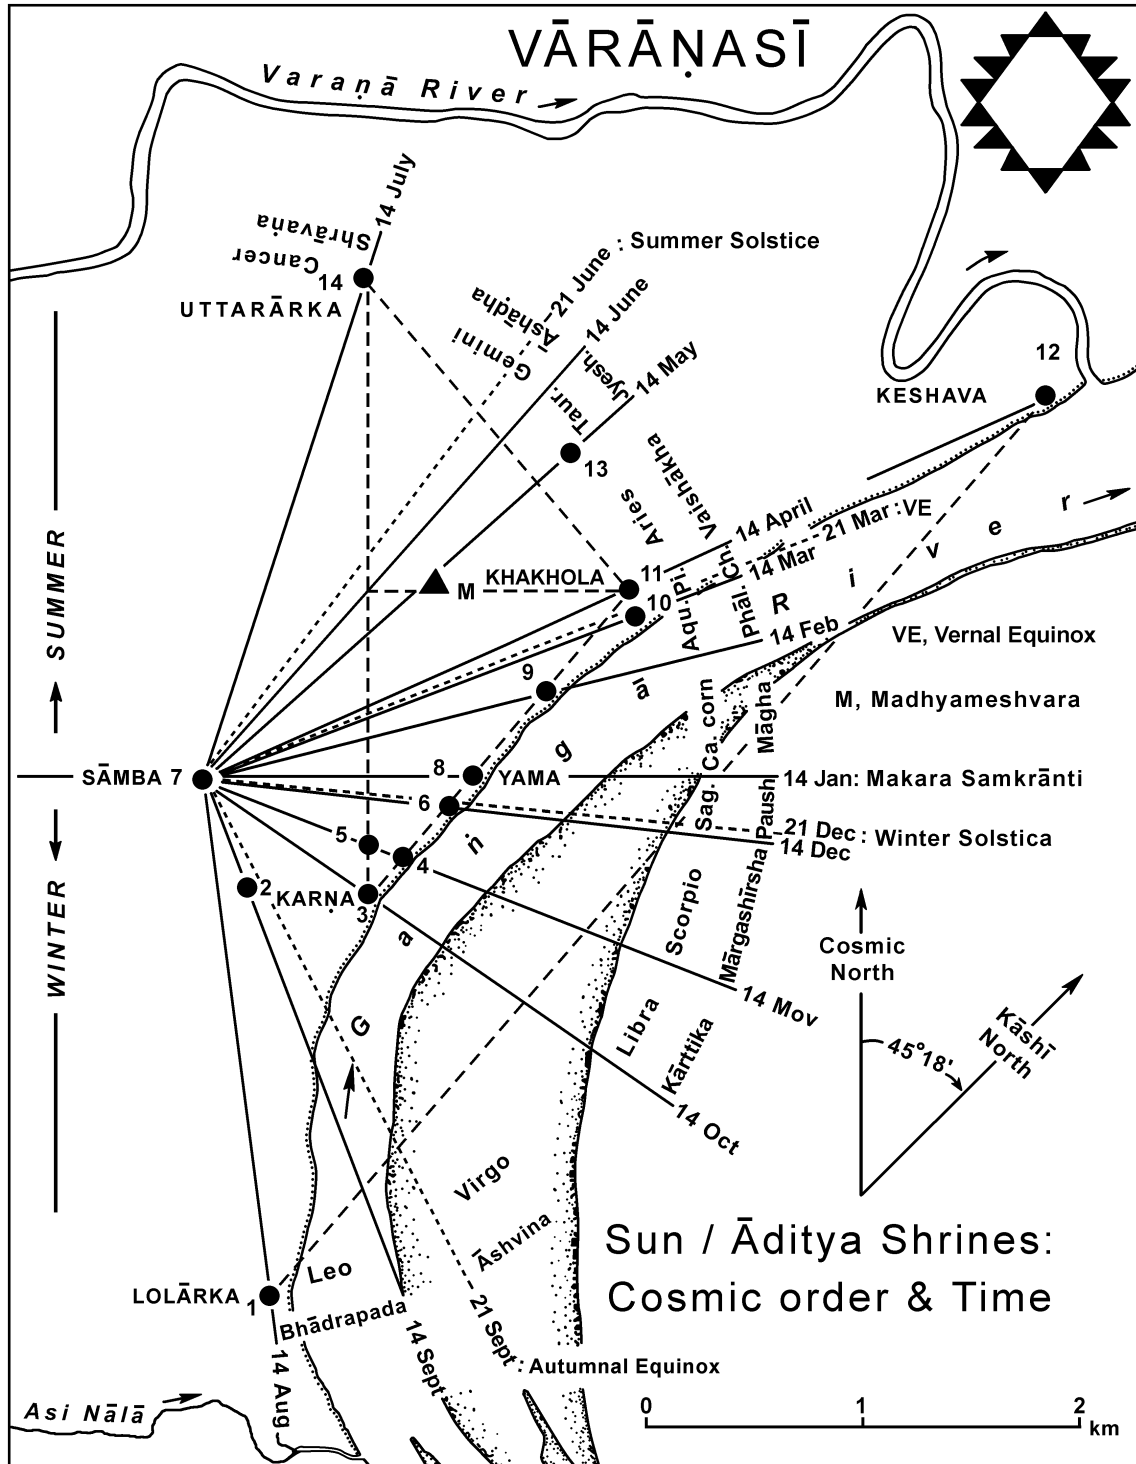 VĀRĀṆASĪ
Varaṇā River
14 July
Shrāvaṅa
Cancer
14
UTTARĀRKA
21 June : Summer Solstice
Āshāḍha
Gemini
14 June
Jyesh.
Taur.
14 May
13
12
KESHAVA
Vaishākha
Aries
14 April
21 Mar : VE
Ch.
14 Mar
Pi.
M
KHAKHOLA
11
10
Aqu.
Phāl.
14 Feb
Gaṅgā River
VE, Vernal Equinox
M, Madhyameshvara
9
SUMMER
WINTER
SĀMBA 7
8
YAMA
Ca. corn
Māgha
14 Jan: Makara Samkrānti
6
Sag.
Paush
21 Dec : Winter Solstica
14 Dec
5
4
2
KARṆA
3
Scorpio
Mārgashīrsha
14 Mov
Libra
Kārttika
14 Oct
Cosmic
North
45°18'
Kāshī
North
Virgo
Āshvina
Sun / Āditya Shrines:
Cosmic order & Time
Leo
LOLĀRKA 1
Bhādrapada
14 Aug
14 Sept
21 Sept : Autumnal Equinox
Asi Nālā
0 1 2
km